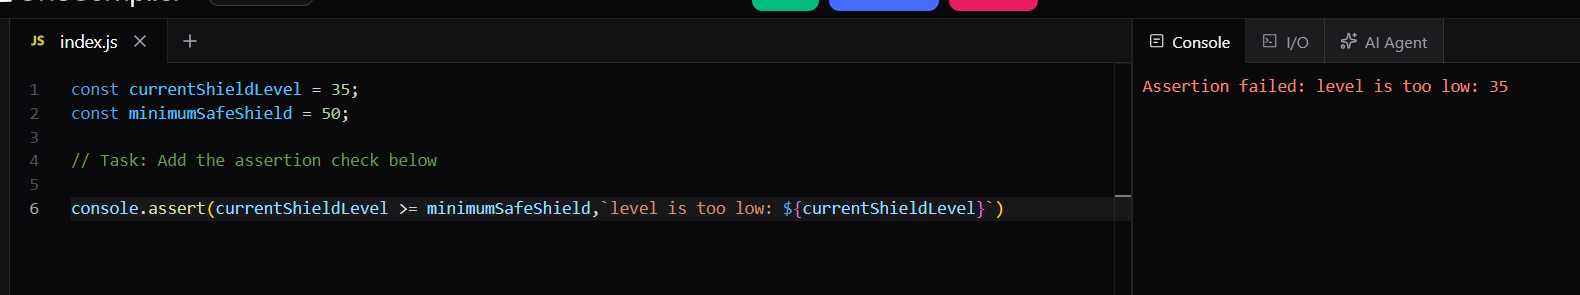 JS index.js
Console
I/O
AI Agent
1 const currentShieldLevel = 35;
2 const minimumSafeShield = 50;
3
4 // Task: Add the assertion check below
5
6 console.assert(currentShieldLevel >= minimumSafeShield,`level is too low: ${currentShieldLevel}`)
Assertion failed: level is too low: 35